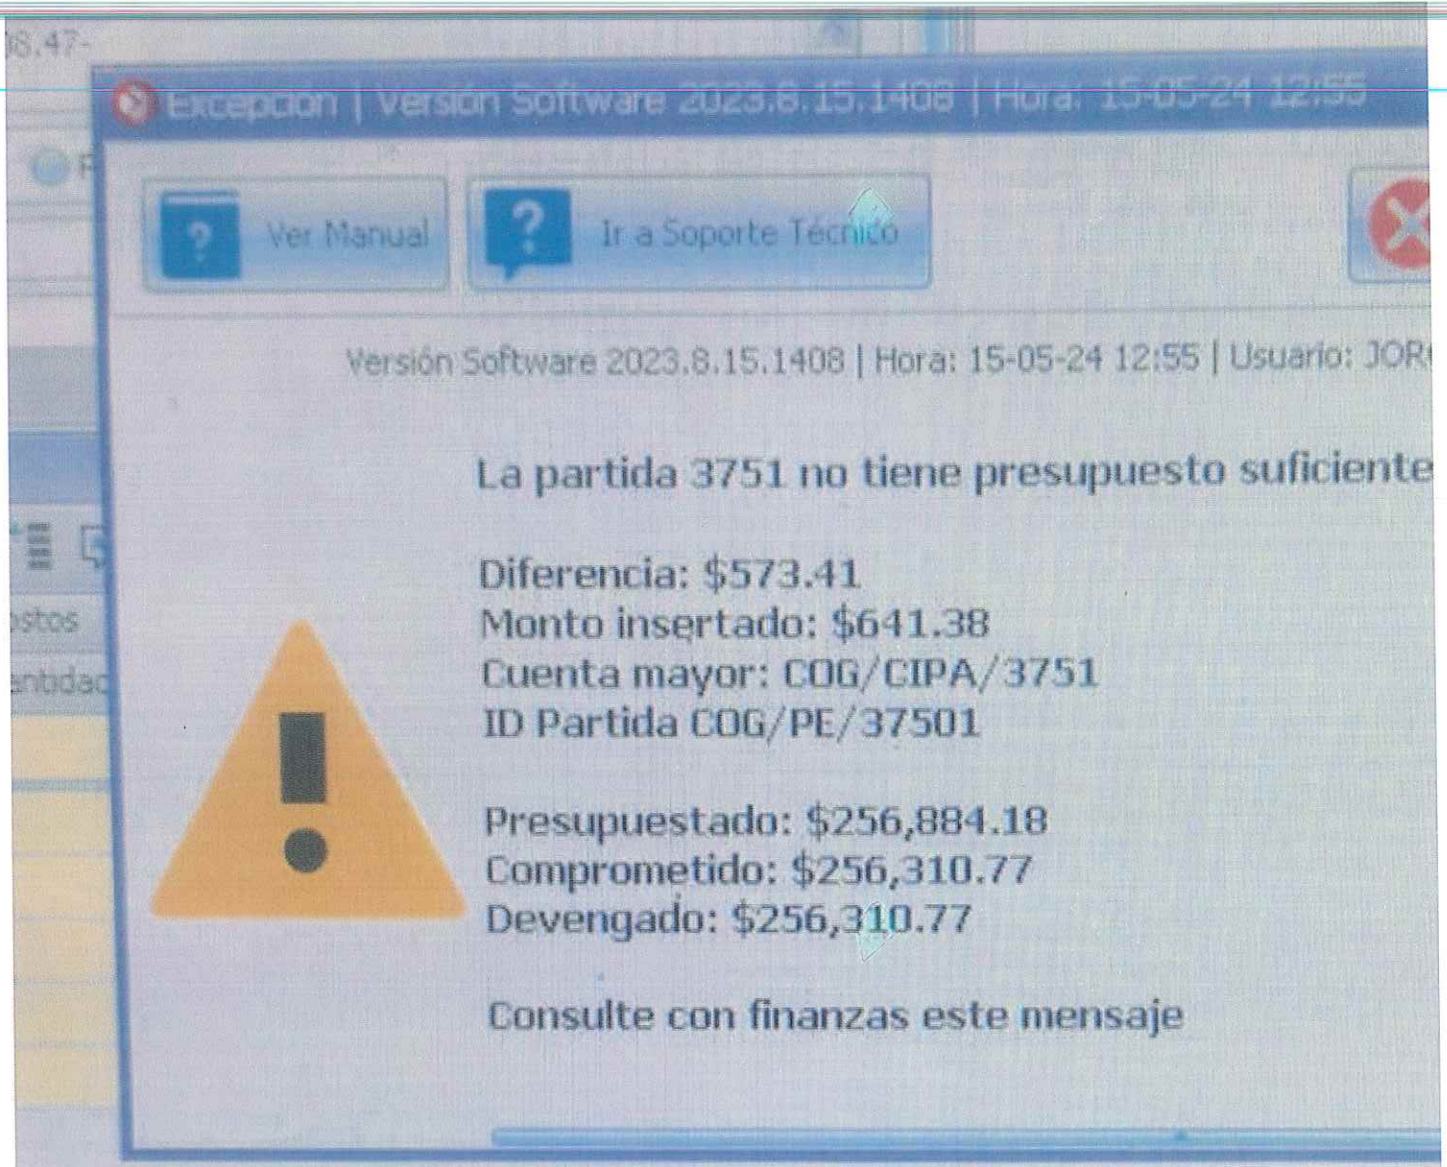 Excepción | Versión Software 2023.8.15.1408 | Hora: 15-05-24 12:55
Ver Manual
Ir a Soporte Técnico
Versión Software 2023.8.15.1408 | Hora: 15-05-24 12:55 | Usuario:
La partida 3751 no tiene presupuesto suficiente
Diferencia: $573.41
Monto insertado: $641.38
Cuenta mayor: COG/CIPA/3751
ID Partida COG/PE/37501
Presupuestado: $256,884.18
Comprometido: $256,310.77
Devengado: $256,310.77
Consulte con finanzas este mensaje